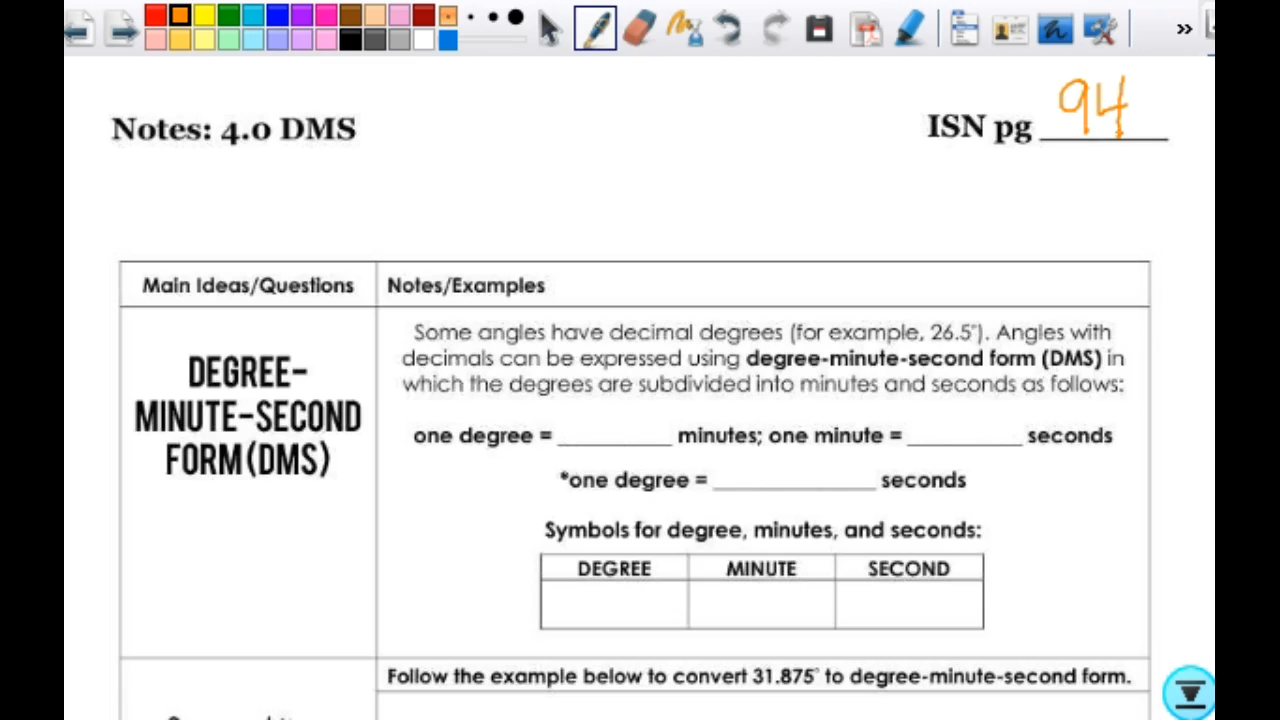 Notes: 4.0 DMS
ISN pg 94
Main Ideas/Questions
Notes/Examples
DEGREE-
MINUTE-SECOND
FORM(DMS)
Some angles have decimal degrees (for example, 26.5°). Angles with
decimals can be expressed using degree-minute-second form (DMS) in
which the degrees are subdivided into minutes and seconds as follows:
one degree = __________ minutes; one minute = __________ seconds
*one degree = ______________ seconds
Symbols for degree, minutes, and seconds:
DEGREE MINUTE SECOND
Follow the example below to convert 31.875° to degree-minute-second form.